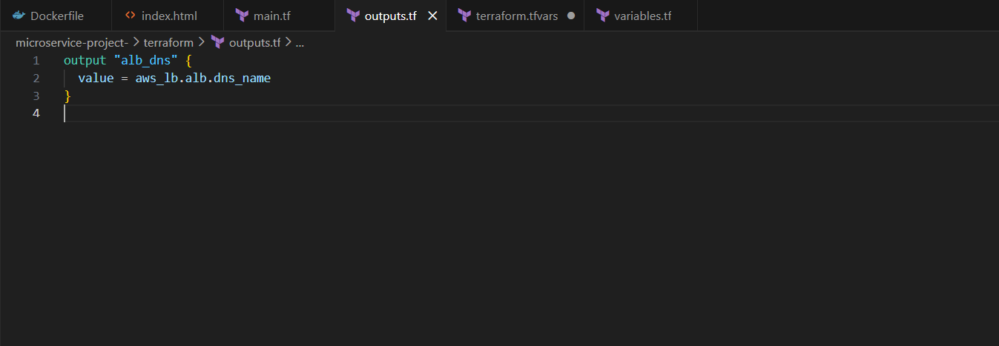 Dockerfile <> index.html main.tf outputs.tf terraform.tfvars variables.tf
microservice-project- > terraform > outputs.tf > ...
1 output "alb_dns" {
2 value = aws_lb.alb.dns_name
3 }
4